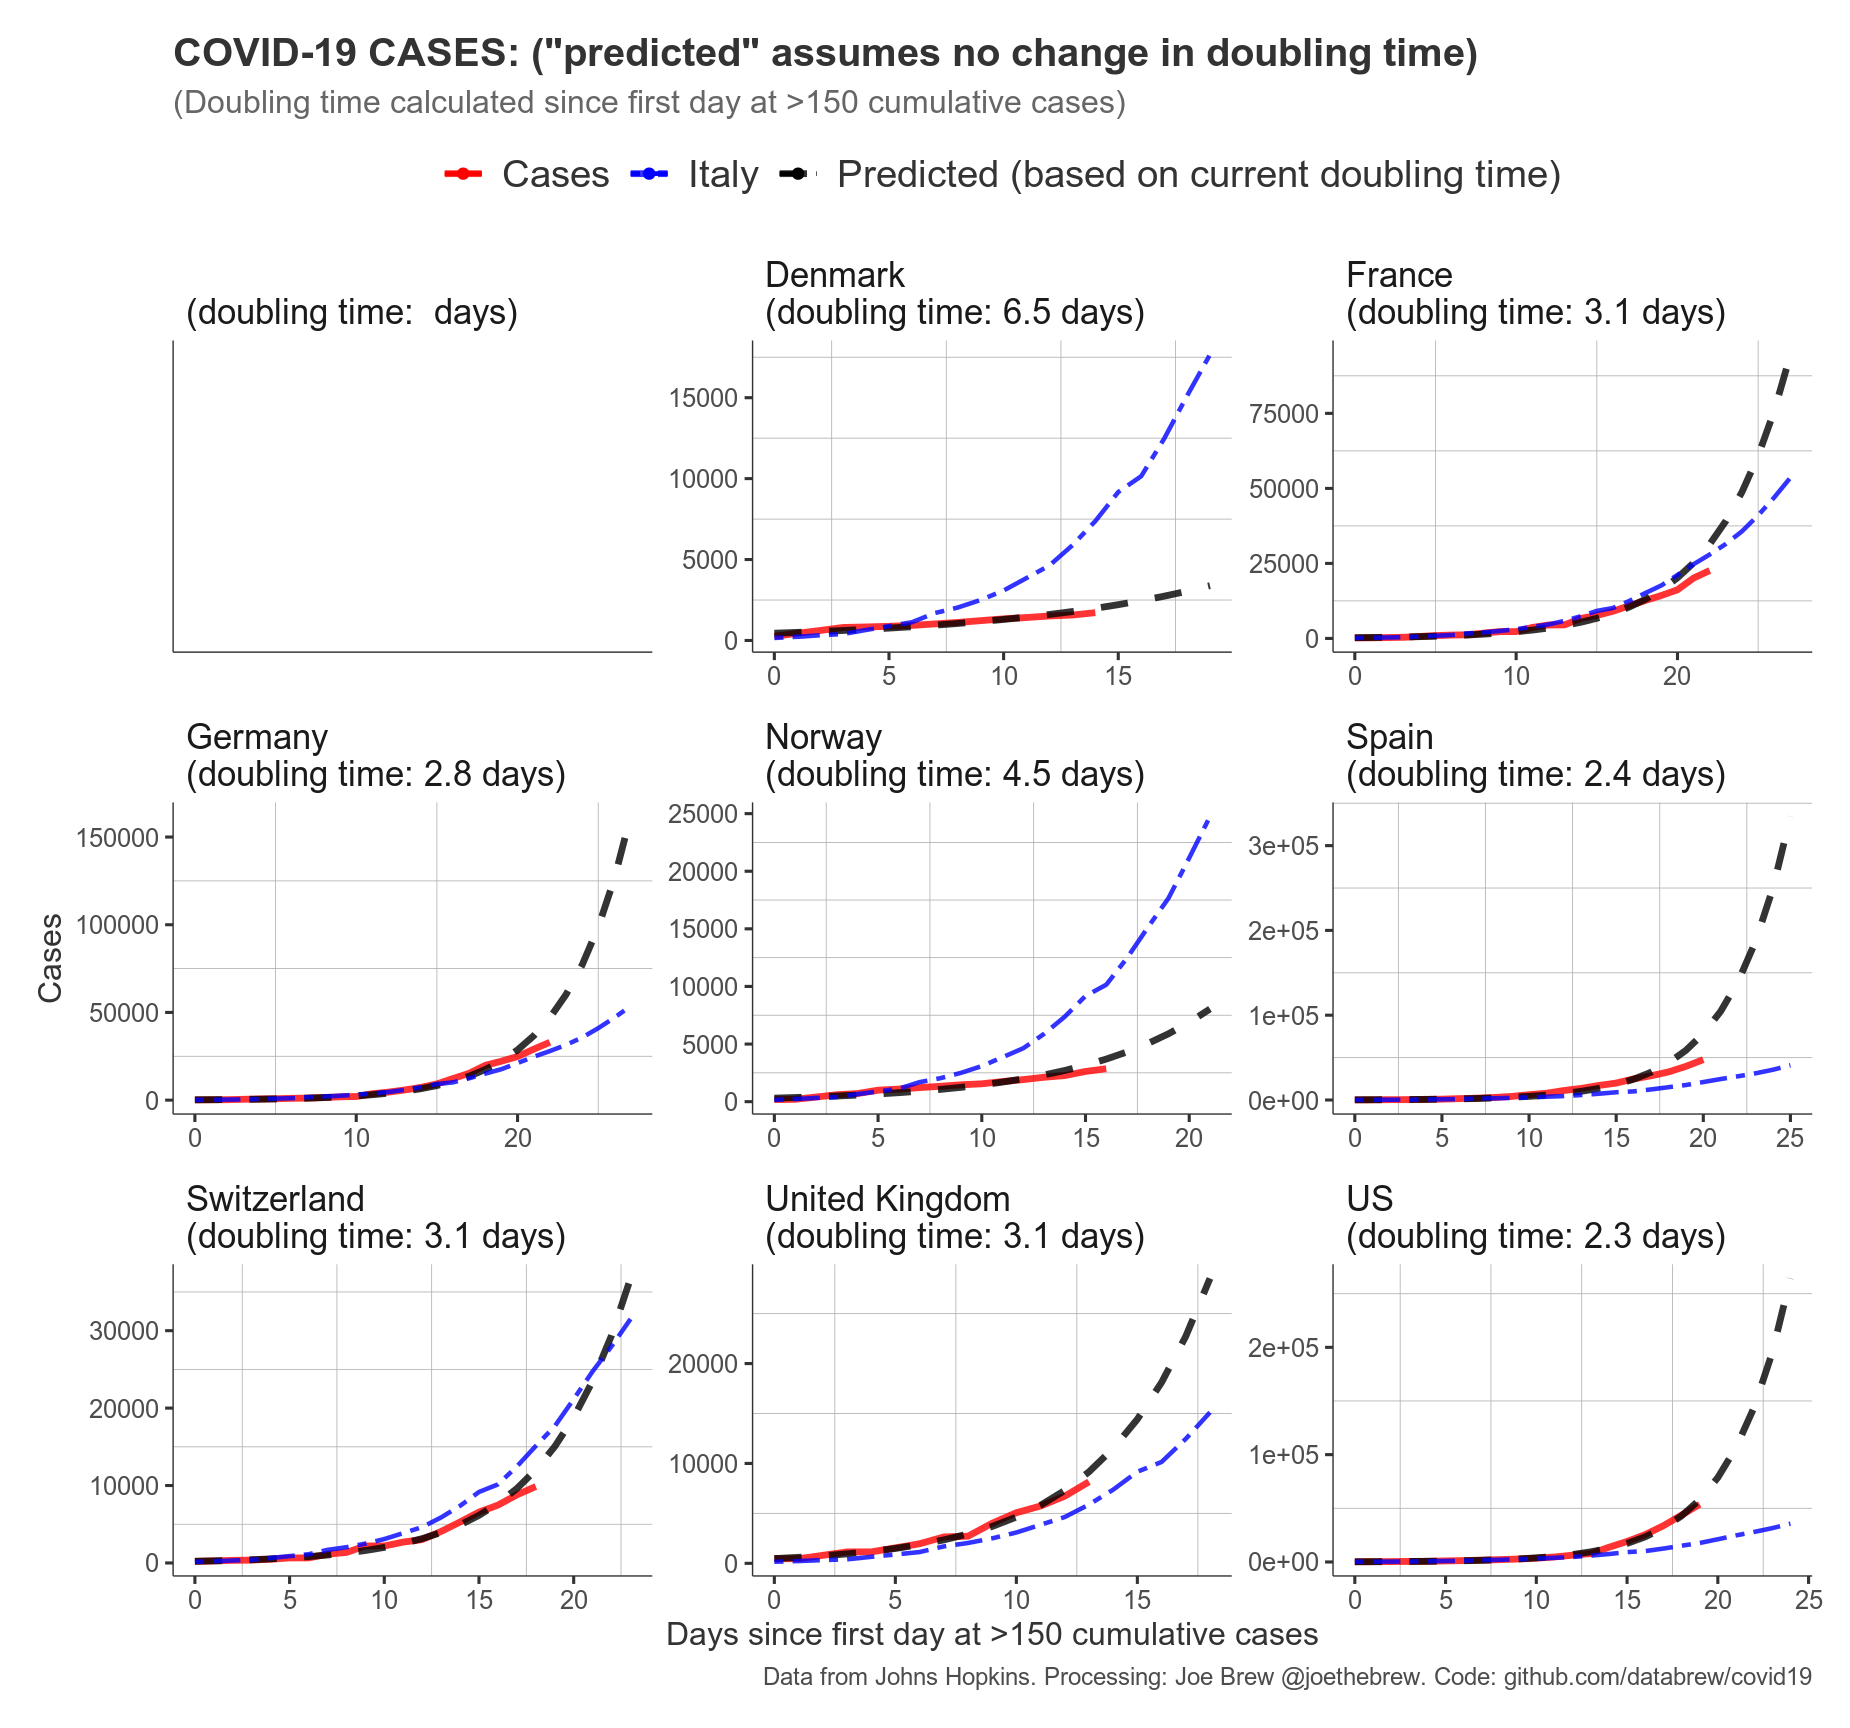 COVID-19 CASES: ("predicted" assumes no change in doubling time)
(Doubling time calculated since first day at >150 cumulative cases)
Cases Italy Predicted (based on current doubling time)
(doubling time:  days)
Denmark
(doubling time: 6.5 days)
15000
10000
5000
0
0 5 10 15
France
(doubling time: 3.1 days)
75000
50000
25000
0
0 10 20
Cases
Germany
(doubling time: 2.8 days)
150000
100000
50000
0
0 10 20
Norway
(doubling time: 4.5 days)
25000
20000
15000
10000
5000
0
0 5 10 15 20
Spain
(doubling time: 2.4 days)
3e+05
2e+05
1e+05
0e+00
0 5 10 15 20 25
Switzerland
(doubling time: 3.1 days)
30000
20000
10000
0
0 5 10 15 20
United Kingdom
(doubling time: 3.1 days)
20000
10000
0
0 5 10 15
US
(doubling time: 2.3 days)
2e+05
1e+05
0e+00
0 5 10 15 20 25
Days since first day at >150 cumulative cases
Data from Johns Hopkins. Processing: Joe Brew @joethebrew. Code: github.com/databrew/covid19